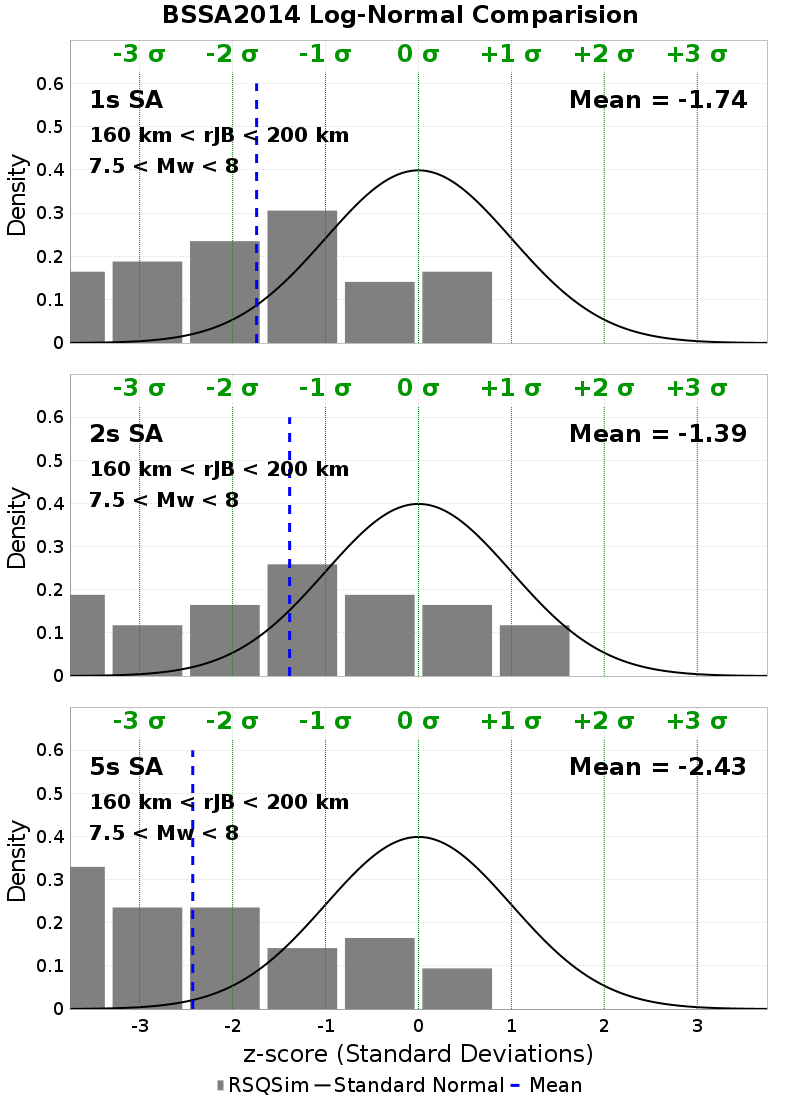 BSSA2014 Log-Normal Comparision
-3 σ -2 σ -1 σ 0 σ +1 σ +2 σ +3 σ
0.6
1s SA
Mean = -1.74
0.5
160 km < rJB < 200 km
7.5 < Mw < 8
0.4
Density
0.3
0.2
0.1
0
-3 σ -2 σ -1 σ 0 σ +1 σ +2 σ +3 σ
0.6
2s SA
Mean = -1.39
0.5
160 km < rJB < 200 km
7.5 < Mw < 8
0.4
Density
0.3
0.2
0.1
0
-3 σ -2 σ -1 σ 0 σ +1 σ +2 σ +3 σ
0.6
5s SA
Mean = -2.43
0.5
160 km < rJB < 200 km
7.5 < Mw < 8
0.4
Density
0.3
0.2
0.1
0
-3 -2 -1 0 1 2 3
z-score (Standard Deviations)
RSQSim Standard Normal Mean